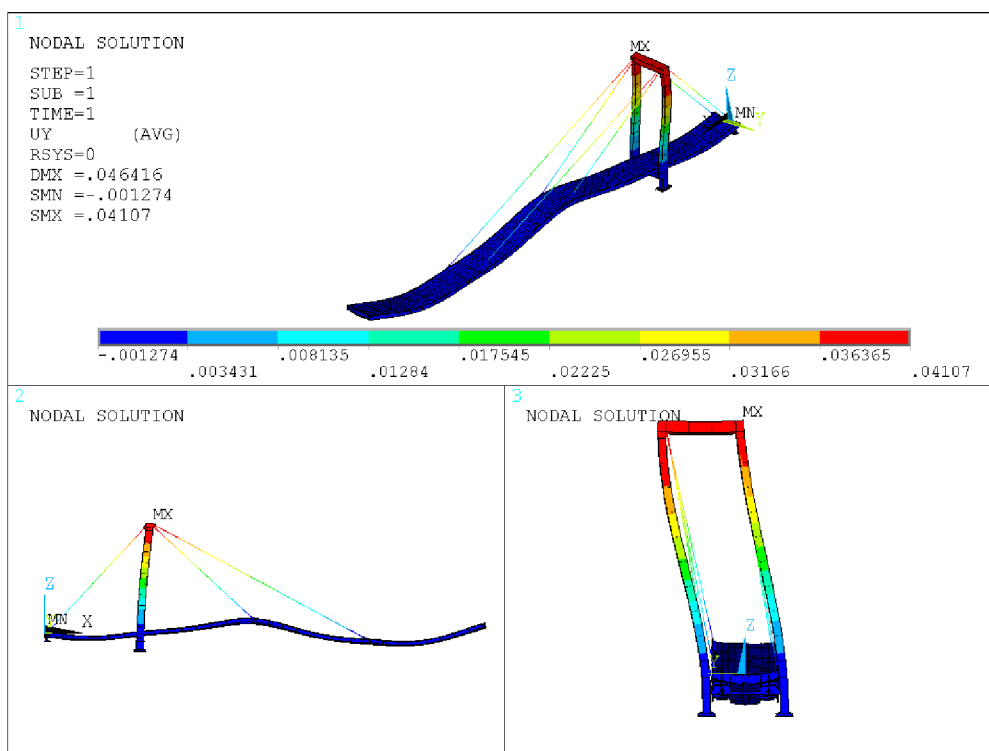 1
NODAL SOLUTION
STEP=1
SUB =1
TIME=1
UY (AVG)
RSYS=0
DMX =.046416
SMN =-.001274
SMX =.04107
MX
Z
MN
Y
-.001274 .008135 .017545 .026955 .036365
.003431 .01284 .02225 .03166 .04107
2
NODAL SOLUTION
MX
Z
MN
X
3
NODAL SOLUTION
MX
Z